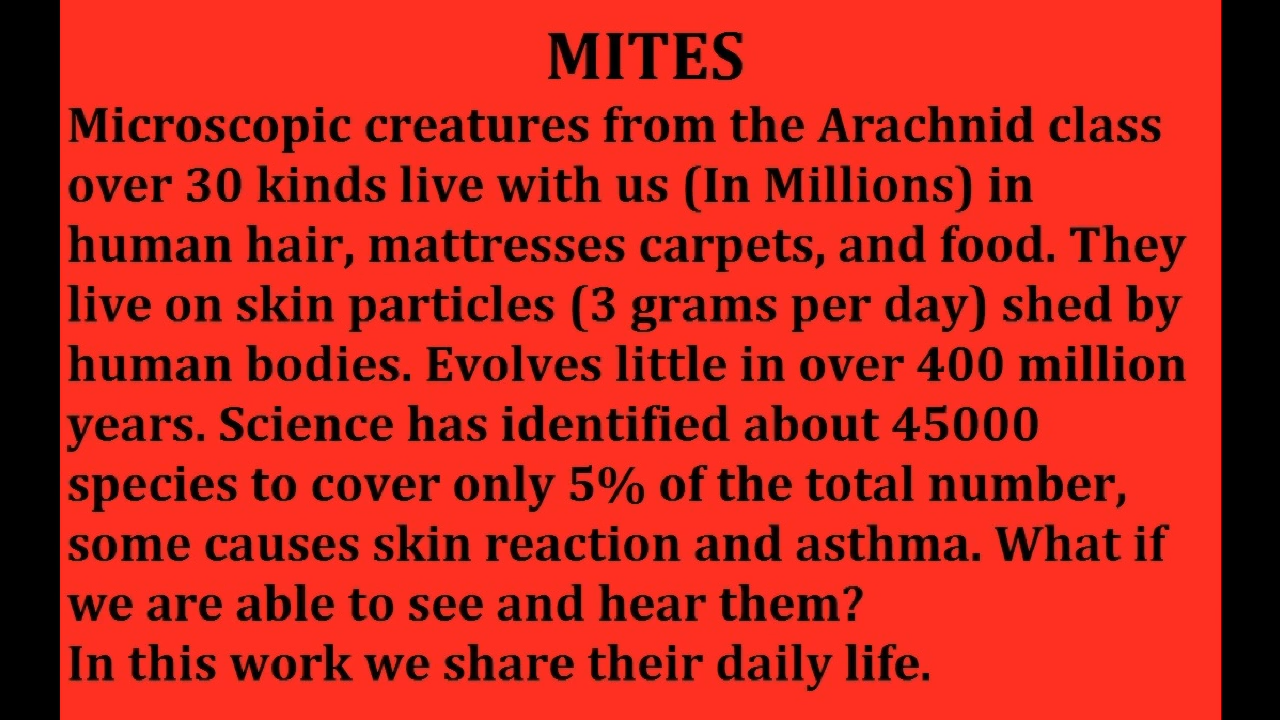 MITES
Microscopic creatures from the Arachnid class
over 30 kinds live with us (In Millions) in
human hair, mattresses carpets, and food. They
live on skin particles (3 grams per day) shed by
human bodies. Evolves little in over 400 million
years. Science has identified about 45000
species to cover only 5% of the total number,
some causes skin reaction and asthma. What if
we are able to see and hear them?
In this work we share their daily life.